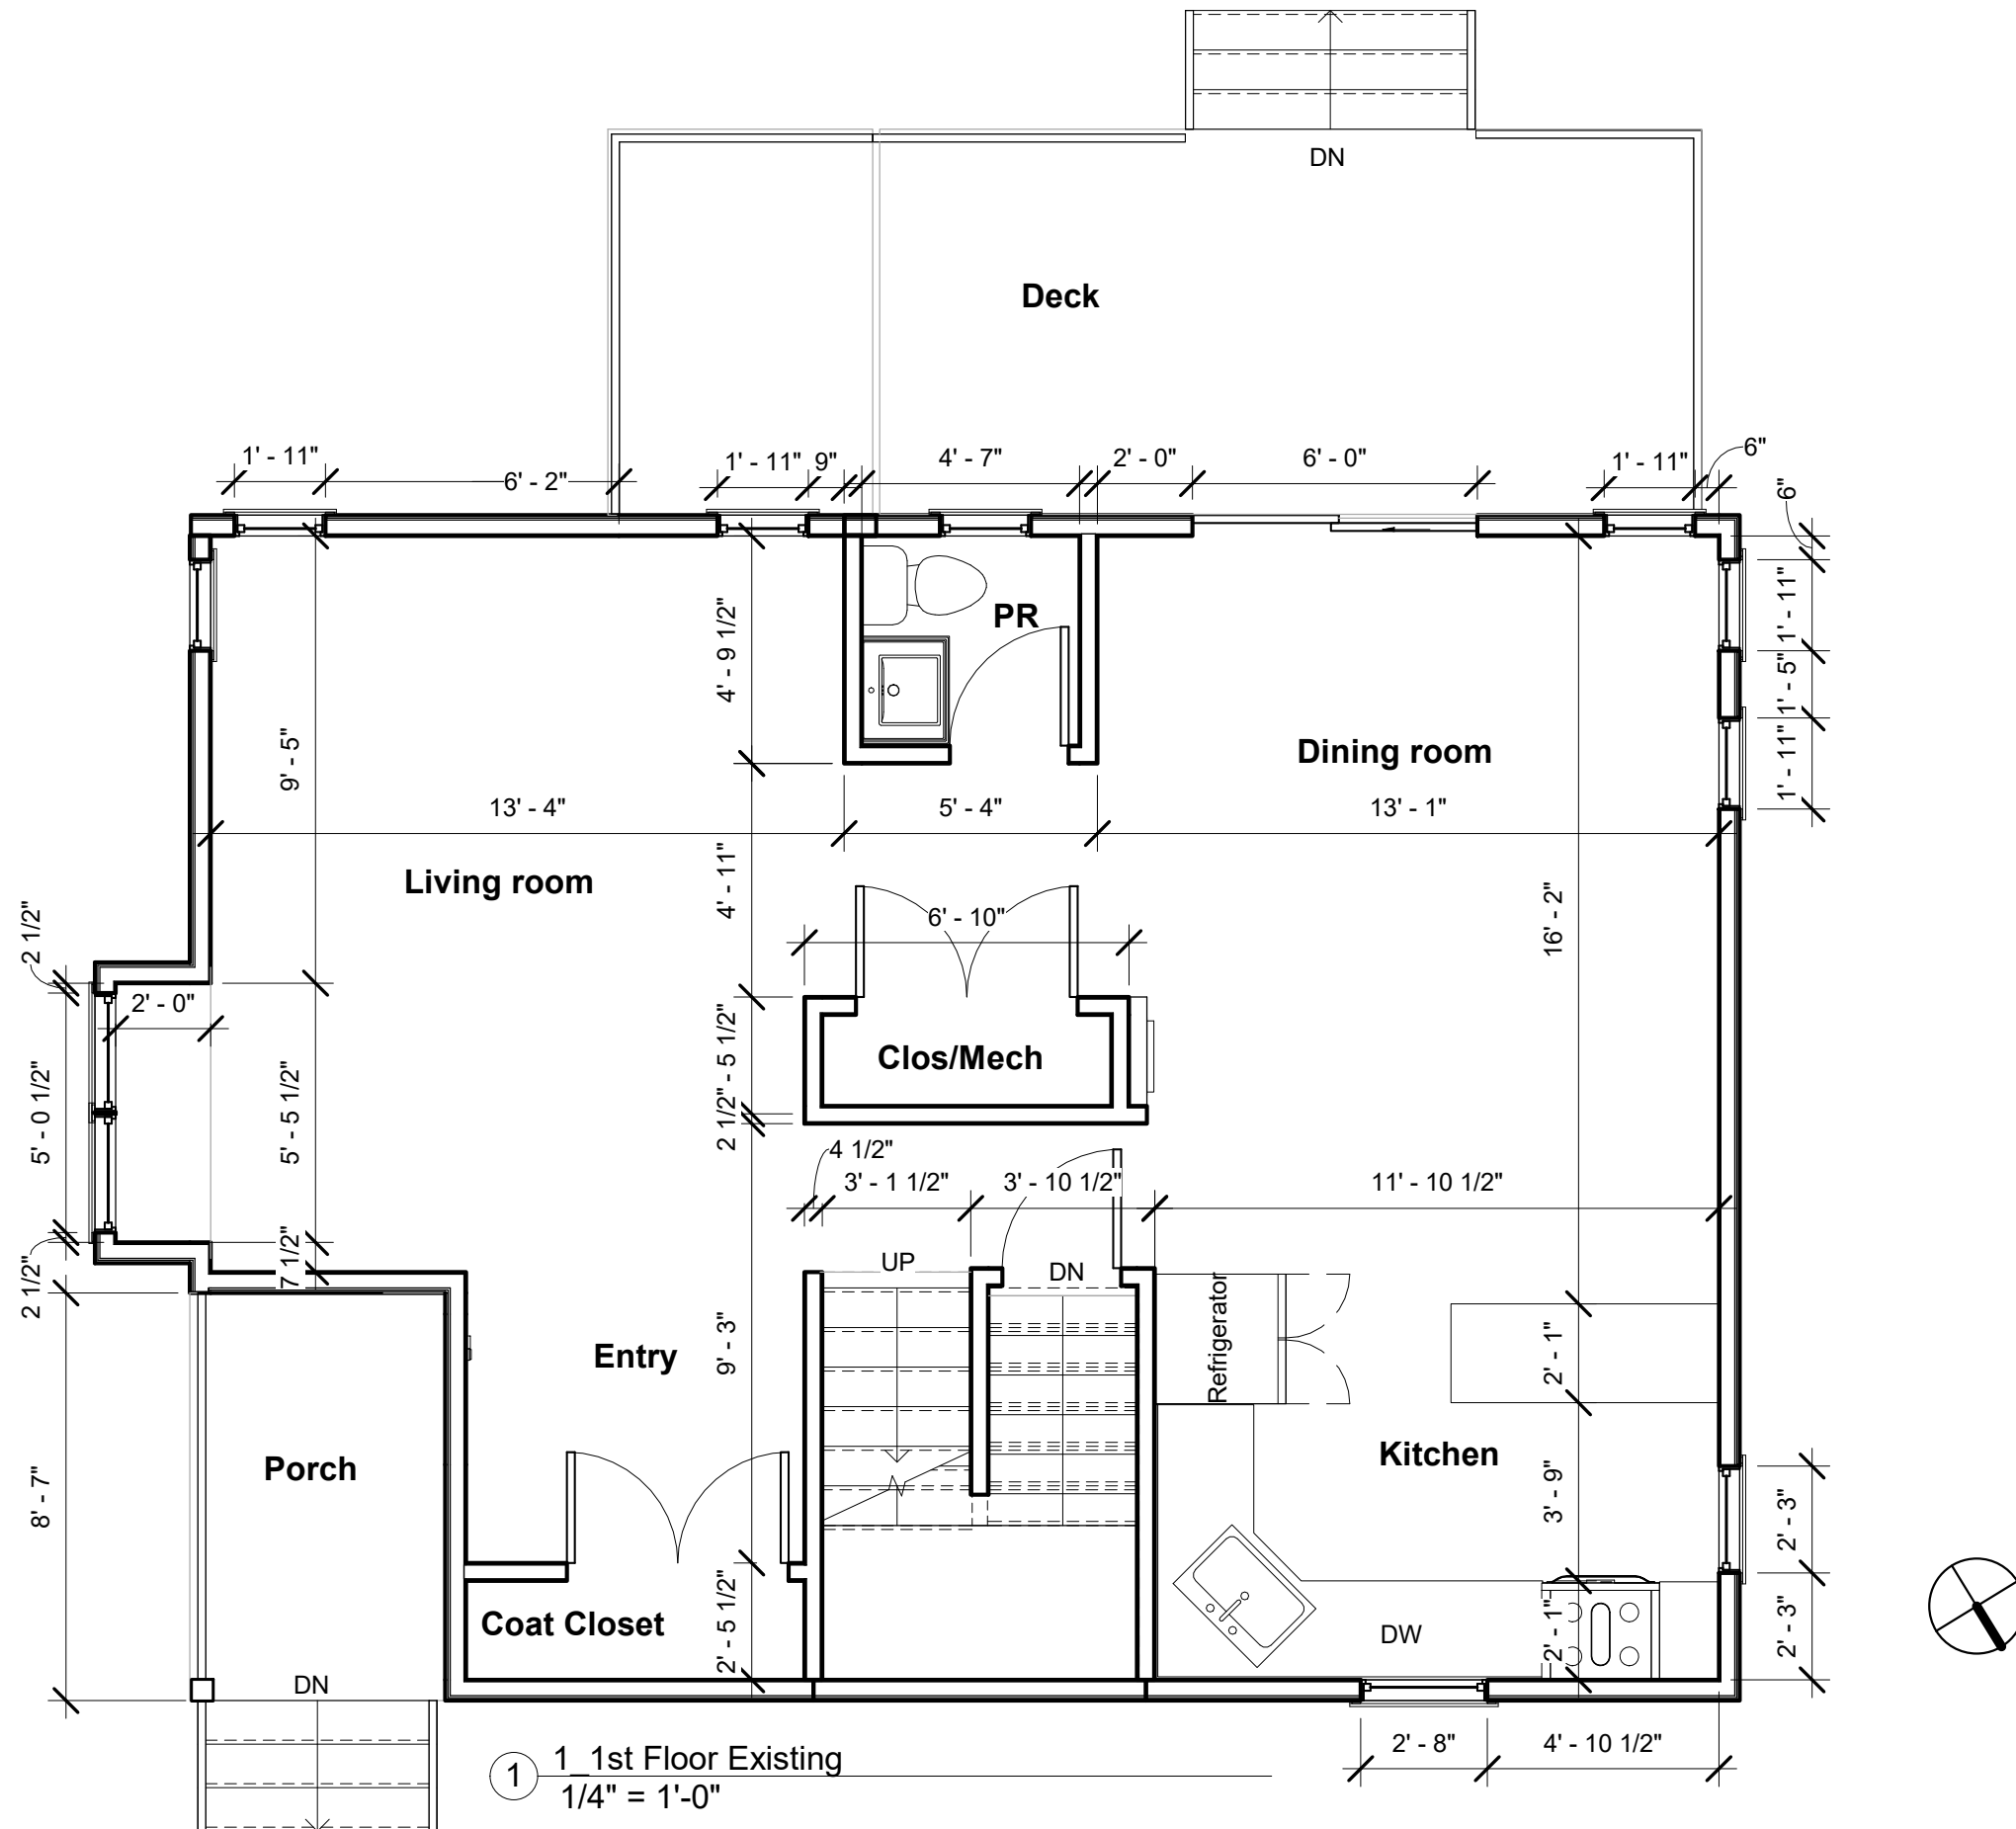 DN
Deck
1' - 11"
6' - 2"
1' - 11"
9"
4' - 7"
2' - 0"
6' - 0"
1' - 11"
6"
6"
PR
4' - 9 1/2"
1' - 11"
1' - 5"
1' - 11"
9' - 5"
Dining room
13' - 4"
5' - 4"
13' - 1"
Living room
4' - 11"
6' - 10"
16' - 2"
2 1/2"
2' - 0"
Clos/Mech
2' - 5 1/2"
2 1/2"
5' - 0 1/2"
5' - 5 1/2"
4 1/2"
3' - 1 1/2"
3' - 10 1/2"
11' - 10 1/2"
2 1/2"
7 1/2"
UP
DN
Refrigerator
Entry
9' - 3"
2' - 1"
Porch
Kitchen
8' - 7"
3' - 9"
2' - 3"
Coat Closet
2' - 5 1/2"
DW
2' - 1"
2' - 3"
DN
2' - 8"
4' - 10 1/2"
1
1_1st Floor Existing
1/4" = 1'-0"